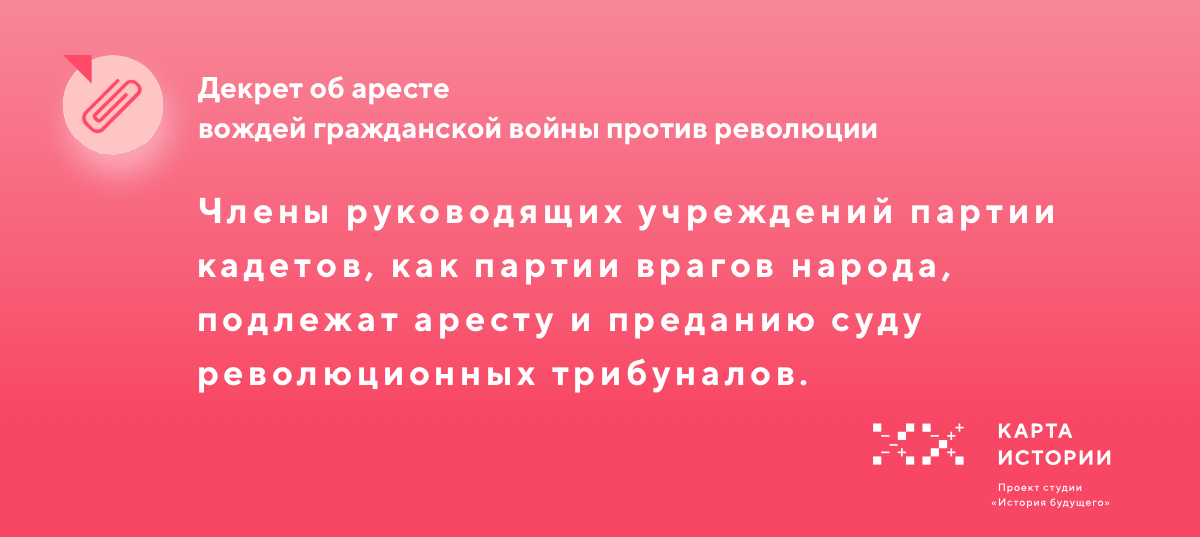 Декрет об аресте
вождей гражданской войны против революции
Члены руководящих учреждений партии
кадетов, как партии врагов народа,
подлежат аресту и преданию суду
революционных трибуналов.
КАРТА
ИСТОРИИ
Проект студии
«История будущего»